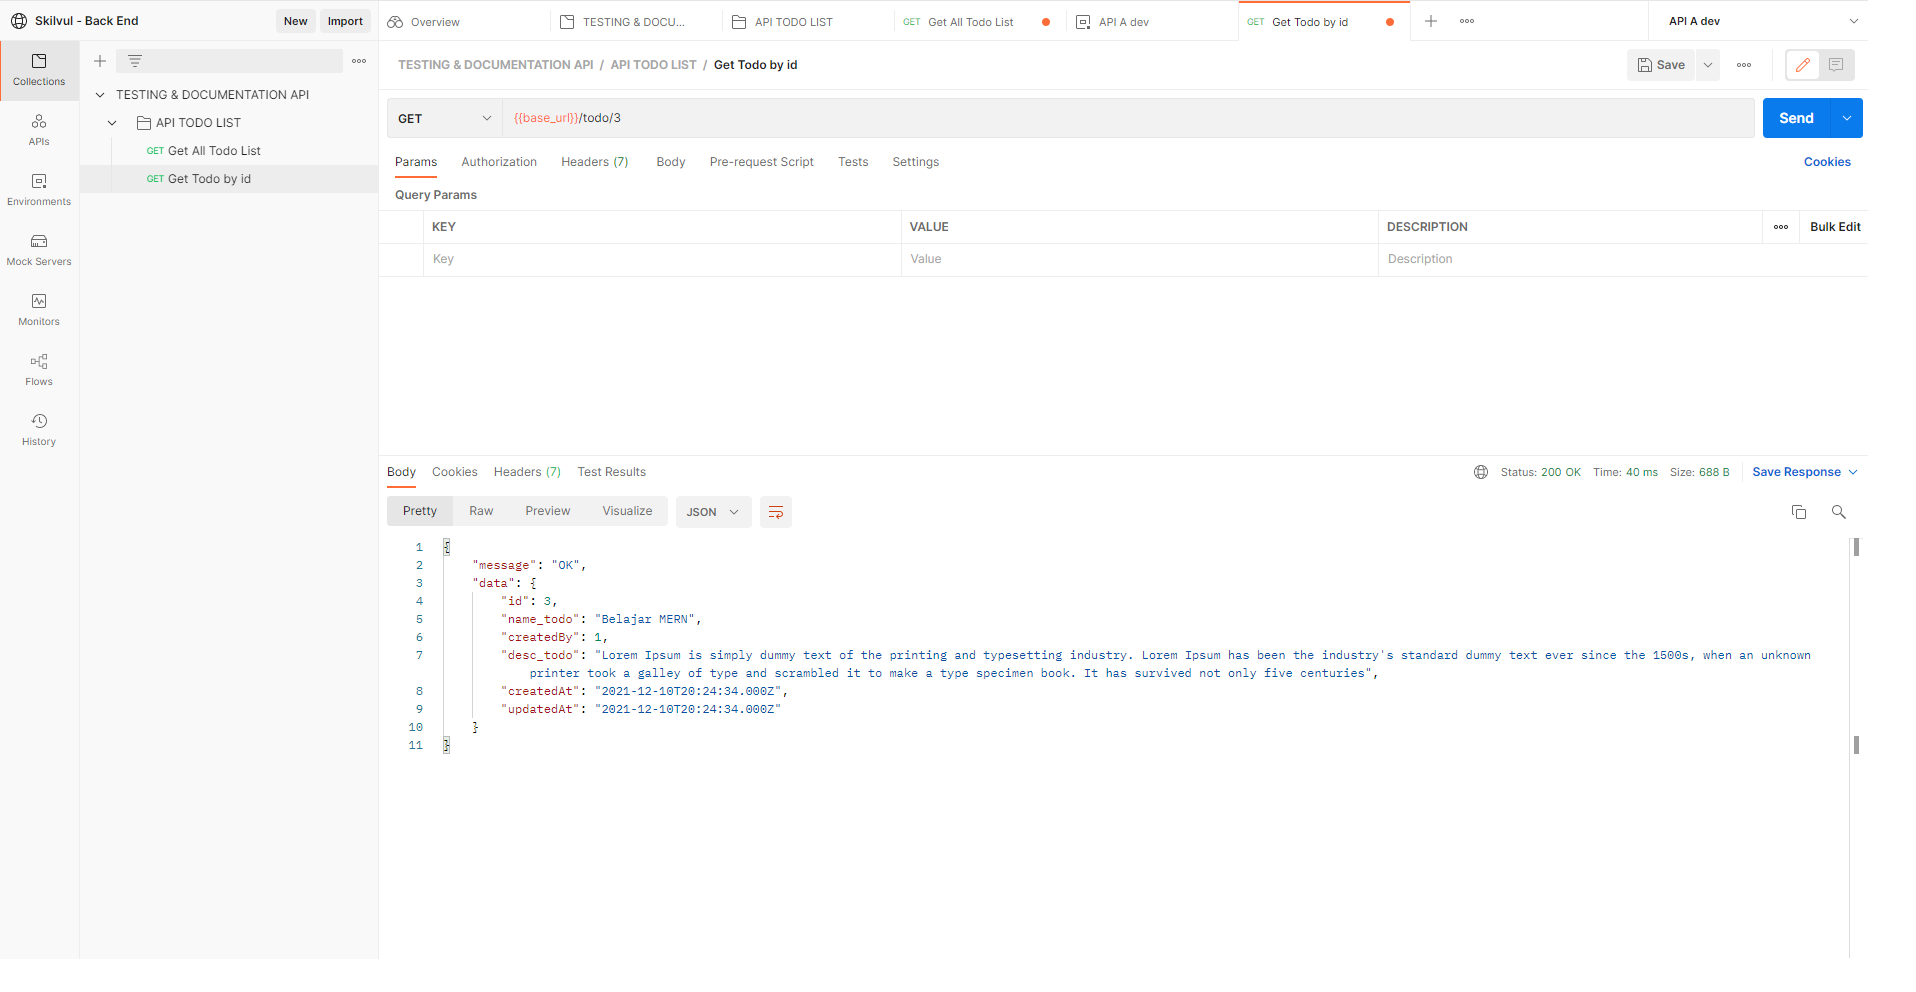 Skilvul - Back End
New
Import
Overview
TESTING & DOCU...
API TODO LIST
GET Get All Todo List
API A dev
GET Get Todo by id
API A dev
Collections
APIs
Environments
Mock Servers
Monitors
Flows
History
TESTING & DOCUMENTATION API
API TODO LIST
GET Get All Todo List
GET Get Todo by id
TESTING & DOCUMENTATION API / API TODO LIST / Get Todo by id
Save
GET
{{base_url}}/todo/3
Send
Params
Authorization
Headers (7)
Body
Pre-request Script
Tests
Settings
Cookies
Query Params
KEY
VALUE
DESCRIPTION
Bulk Edit
Key
Value
Description
Body
Cookies
Headers (7)
Test Results
Status: 200 OK
Time: 40 ms
Size: 688 B
Save Response
Pretty
Raw
Preview
Visualize
JSON
1 {
2 "message": "OK",
3 "data": {
4 "id": 3,
5 "name_todo": "Belajar MERN",
6 "createdBy": 1,
7 "desc_todo": "Lorem Ipsum is simply dummy text of the printing and typesetting industry. Lorem Ipsum has been the industry's standard dummy text ever since the 1500s, when an unknown
printer took a galley of type and scrambled it to make a type specimen book. It has survived not only five centuries",
8 "createdAt": "2021-12-10T20:24:34.000Z",
9 "updatedAt": "2021-12-10T20:24:34.000Z"
10 }
11 }